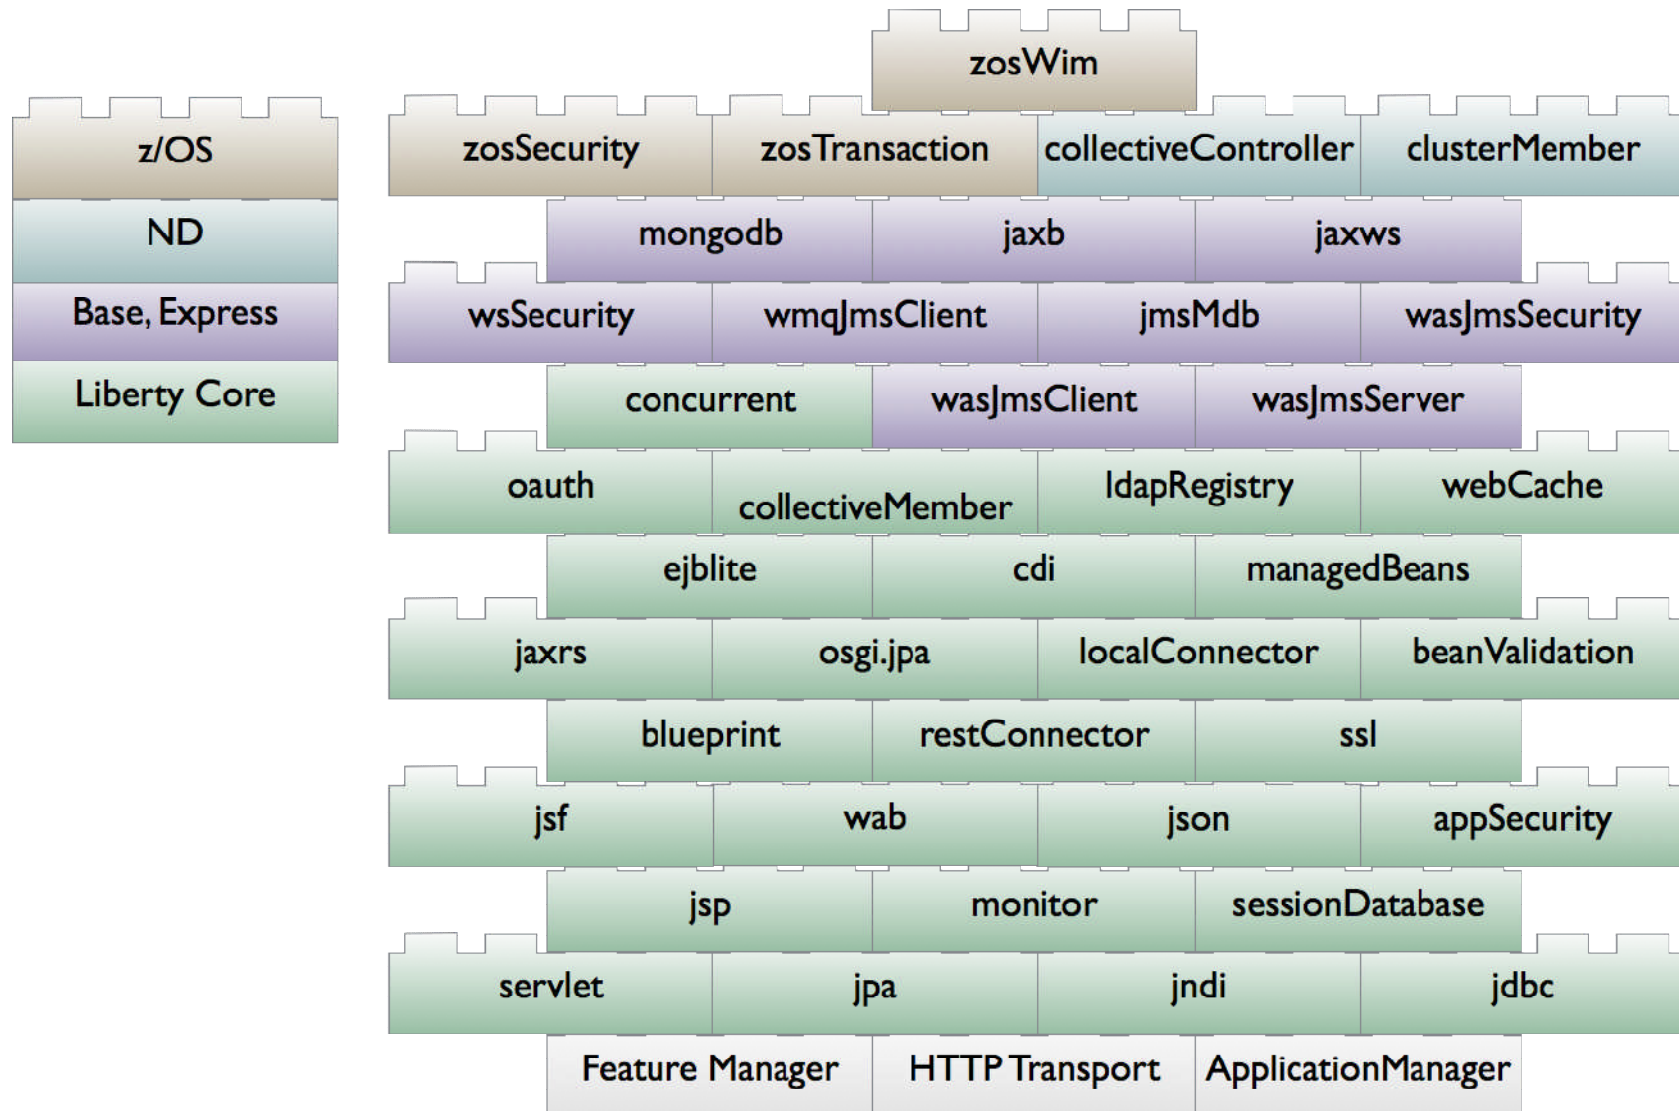 zosWim
z/OS
zosSecurity
zosTransaction
collectiveController
clusterMember
ND
mongodb
jaxb
jaxws
Base, Express
wsSecurity
wmqJmsClient
jmsMdb
wasJmsSecurity
Liberty Core
concurrent
wasJmsClient
wasJmsServer
oauth
collectiveMember
ldapRegistry
webCache
ejblite
cdi
managedBeans
jaxrs
osgi.jpa
localConnector
beanValidation
blueprint
restConnector
ssl
jsf
wab
json
appSecurity
jsp
monitor
sessionDatabase
servlet
jpa
jndi
jdbc
Feature Manager
HTTP Transport
ApplicationManager